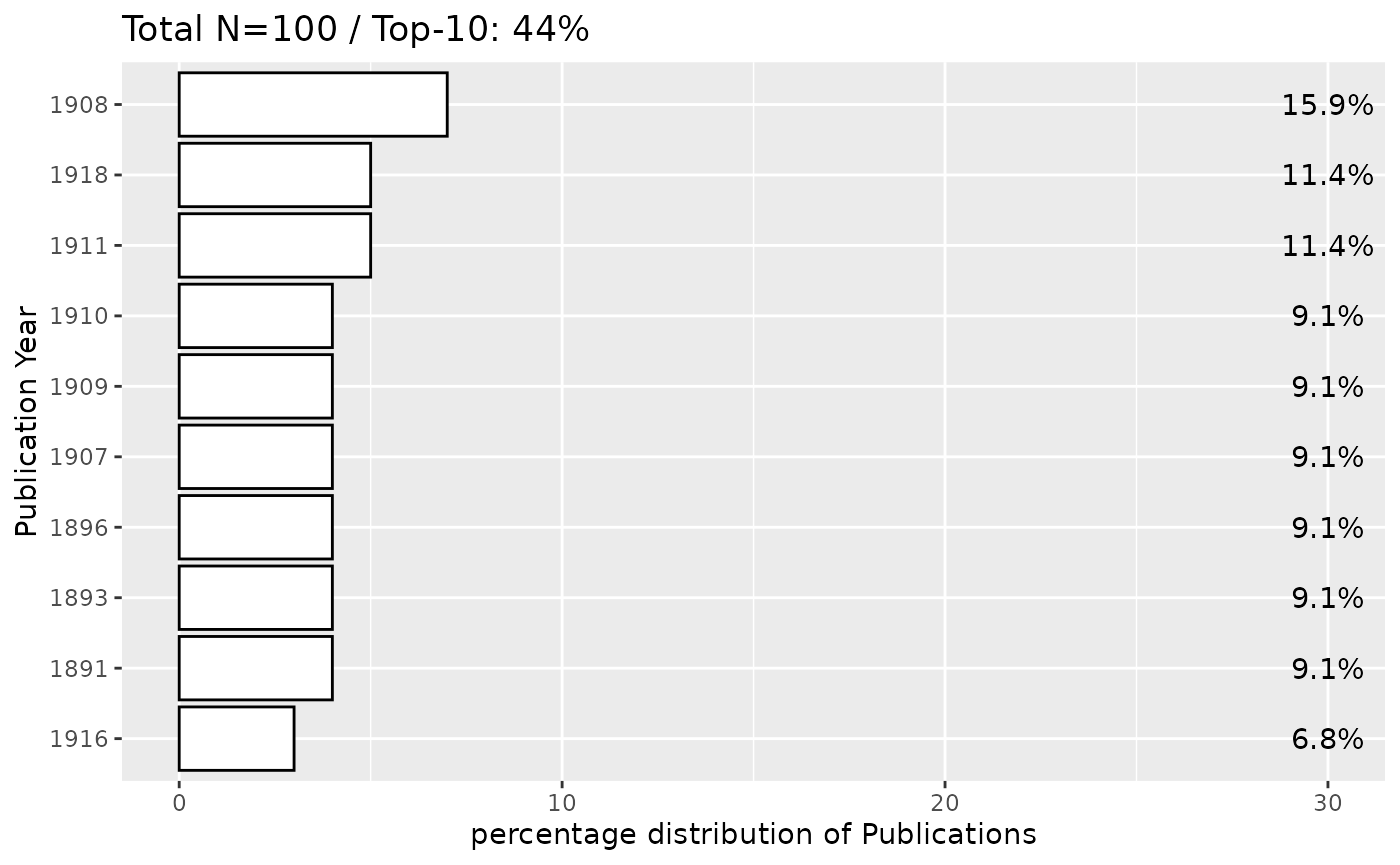 Total N=100 / Top-10: 44%
Publication Year
1908 15.9%
1918 11.4%
1911 11.4%
1910 9.1%
1909 9.1%
1907 9.1%
1896 9.1%
1893 9.1%
1891 9.1%
1916 6.8%
0 10 20 30
percentage distribution of Publications